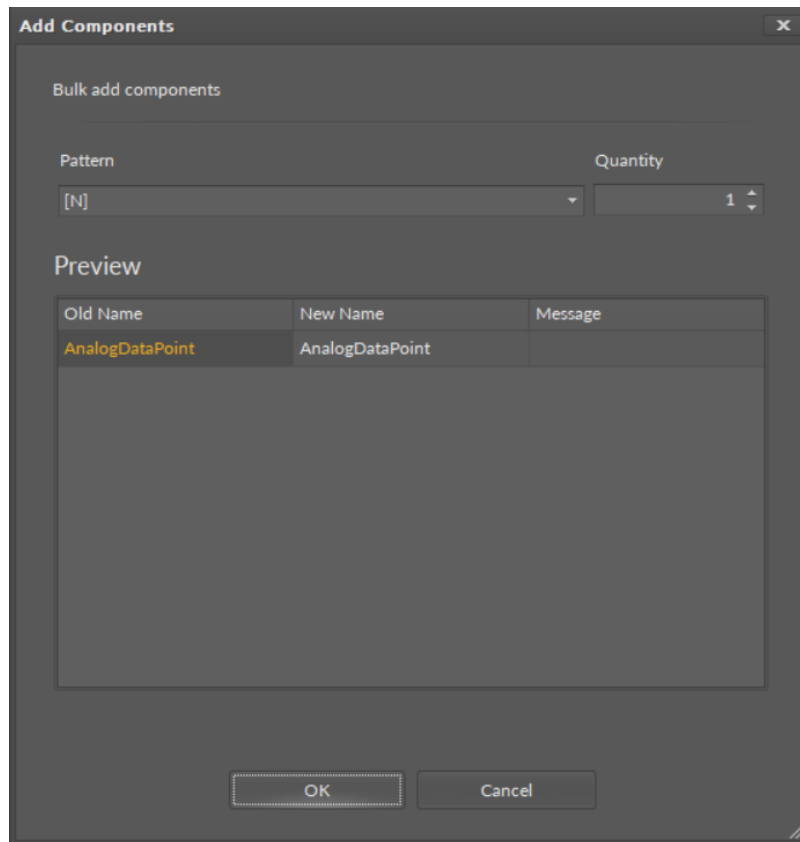 Add Components
Bulk add components
Pattern Quantity
[N] 1
Preview
Old Name New Name Message
AnalogDataPoint AnalogDataPoint
OK Cancel